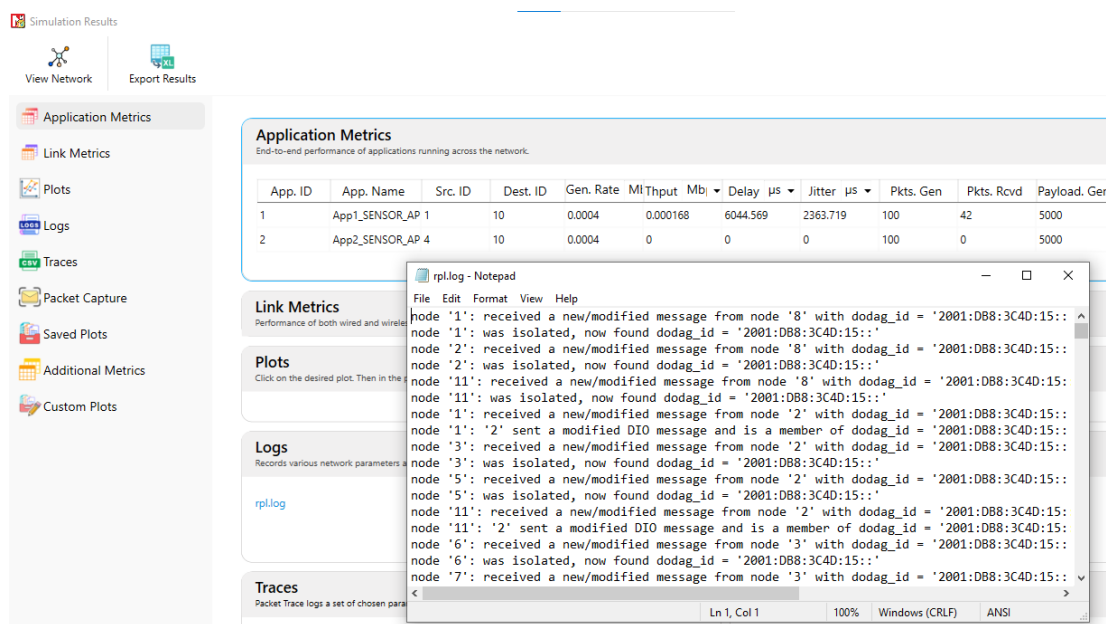 Simulation Results
View Network
Export Results
Application Metrics
Link Metrics
Plots
Logs
Traces
Packet Capture
Saved Plots
Additional Metrics
Custom Plots
Application Metrics
End-to-end performance of applications running across the network.
App. ID App. Name Src. ID Dest. ID Gen. Rate Thput Delay µs Jitter µs Pkts. Gen Pkts. Rcvd Payload. Ger
1 App1_SENSOR_AP 1 10 0.0004 0.000168 6044.569 2363.719 100 42 5000
2 App2_SENSOR_AP 4 10 0.0004 0 0 0 100 0 5000
Link Metrics
Performance of both wired and wirele
Plots
Click on the desired plot. Then in the p
Logs
Records various network parameters a
rpl.log
Traces
Packet Trace logs a set of chosen para
rpl.log - Notepad
File Edit Format View Help
node '1': received a new/modified message from node '8' with dodag_id = '2001:DB8:3C4D:15::
node '1': was isolated, now found dodag_id = '2001:DB8:3C4D:15::'
node '2': received a new/modified message from node '8' with dodag_id = '2001:DB8:3C4D:15::
node '2': was isolated, now found dodag_id = '2001:DB8:3C4D:15::'
node '11': received a new/modified message from node '8' with dodag_id = '2001:DB8:3C4D:15:
node '11': was isolated, now found dodag_id = '2001:DB8:3C4D:15::'
node '1': received a new/modified message from node '2' with dodag_id = '2001:DB8:3C4D:15::
node '1': '2' sent a modified DIO message and is a member of dodag_id = '2001:DB8:3C4D:15::
node '3': received a new/modified message from node '2' with dodag_id = '2001:DB8:3C4D:15::
node '3': was isolated, now found dodag_id = '2001:DB8:3C4D:15::'
node '5': received a new/modified message from node '2' with dodag_id = '2001:DB8:3C4D:15::
node '5': was isolated, now found dodag_id = '2001:DB8:3C4D:15::'
node '11': received a new/modified message from node '2' with dodag_id = '2001:DB8:3C4D:15:
node '11': '2' sent a modified DIO message and is a member of dodag_id = '2001:DB8:3C4D:15:
node '6': received a new/modified message from node '3' with dodag_id = '2001:DB8:3C4D:15::
node '6': was isolated, now found dodag_id = '2001:DB8:3C4D:15::'
node '7': received a new/modified message from node '3' with dodag_id = '2001:DB8:3C4D:15::
Ln 1, Col 1 100% Windows (CRLF) ANSI